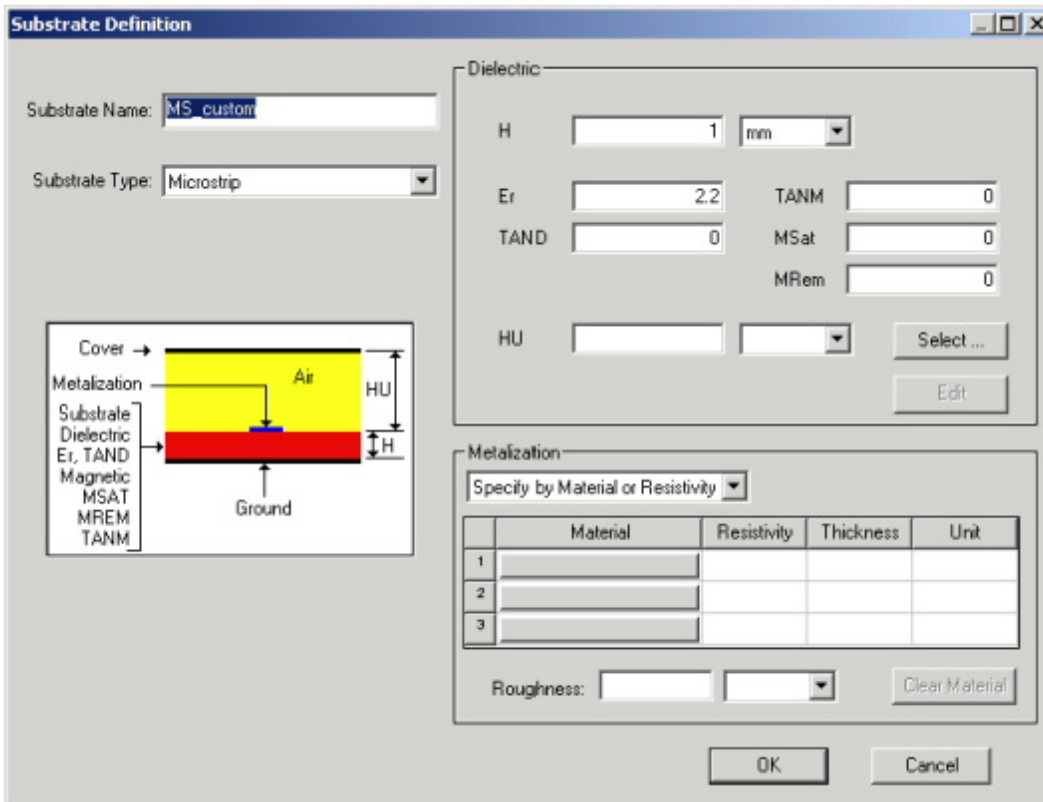 Substrate Definition
Substrate Name: MS_custom
Substrate Type: Microstrip
Cover
Metalization
Air
HU
Substrate
Dielectric
Er, TAND
Magnetic
MSAT
MREM
TANM
H
Ground
Dielectric
H 1 mm
Er 2.2 TANM 0
TAND 0 MSat 0
MRem 0
HU Select ...
Edit
Metalization
Specify by Material or Resistivity
Material Resistivity Thickness Unit
1
2
3
Roughness: Clear Material
OK Cancel